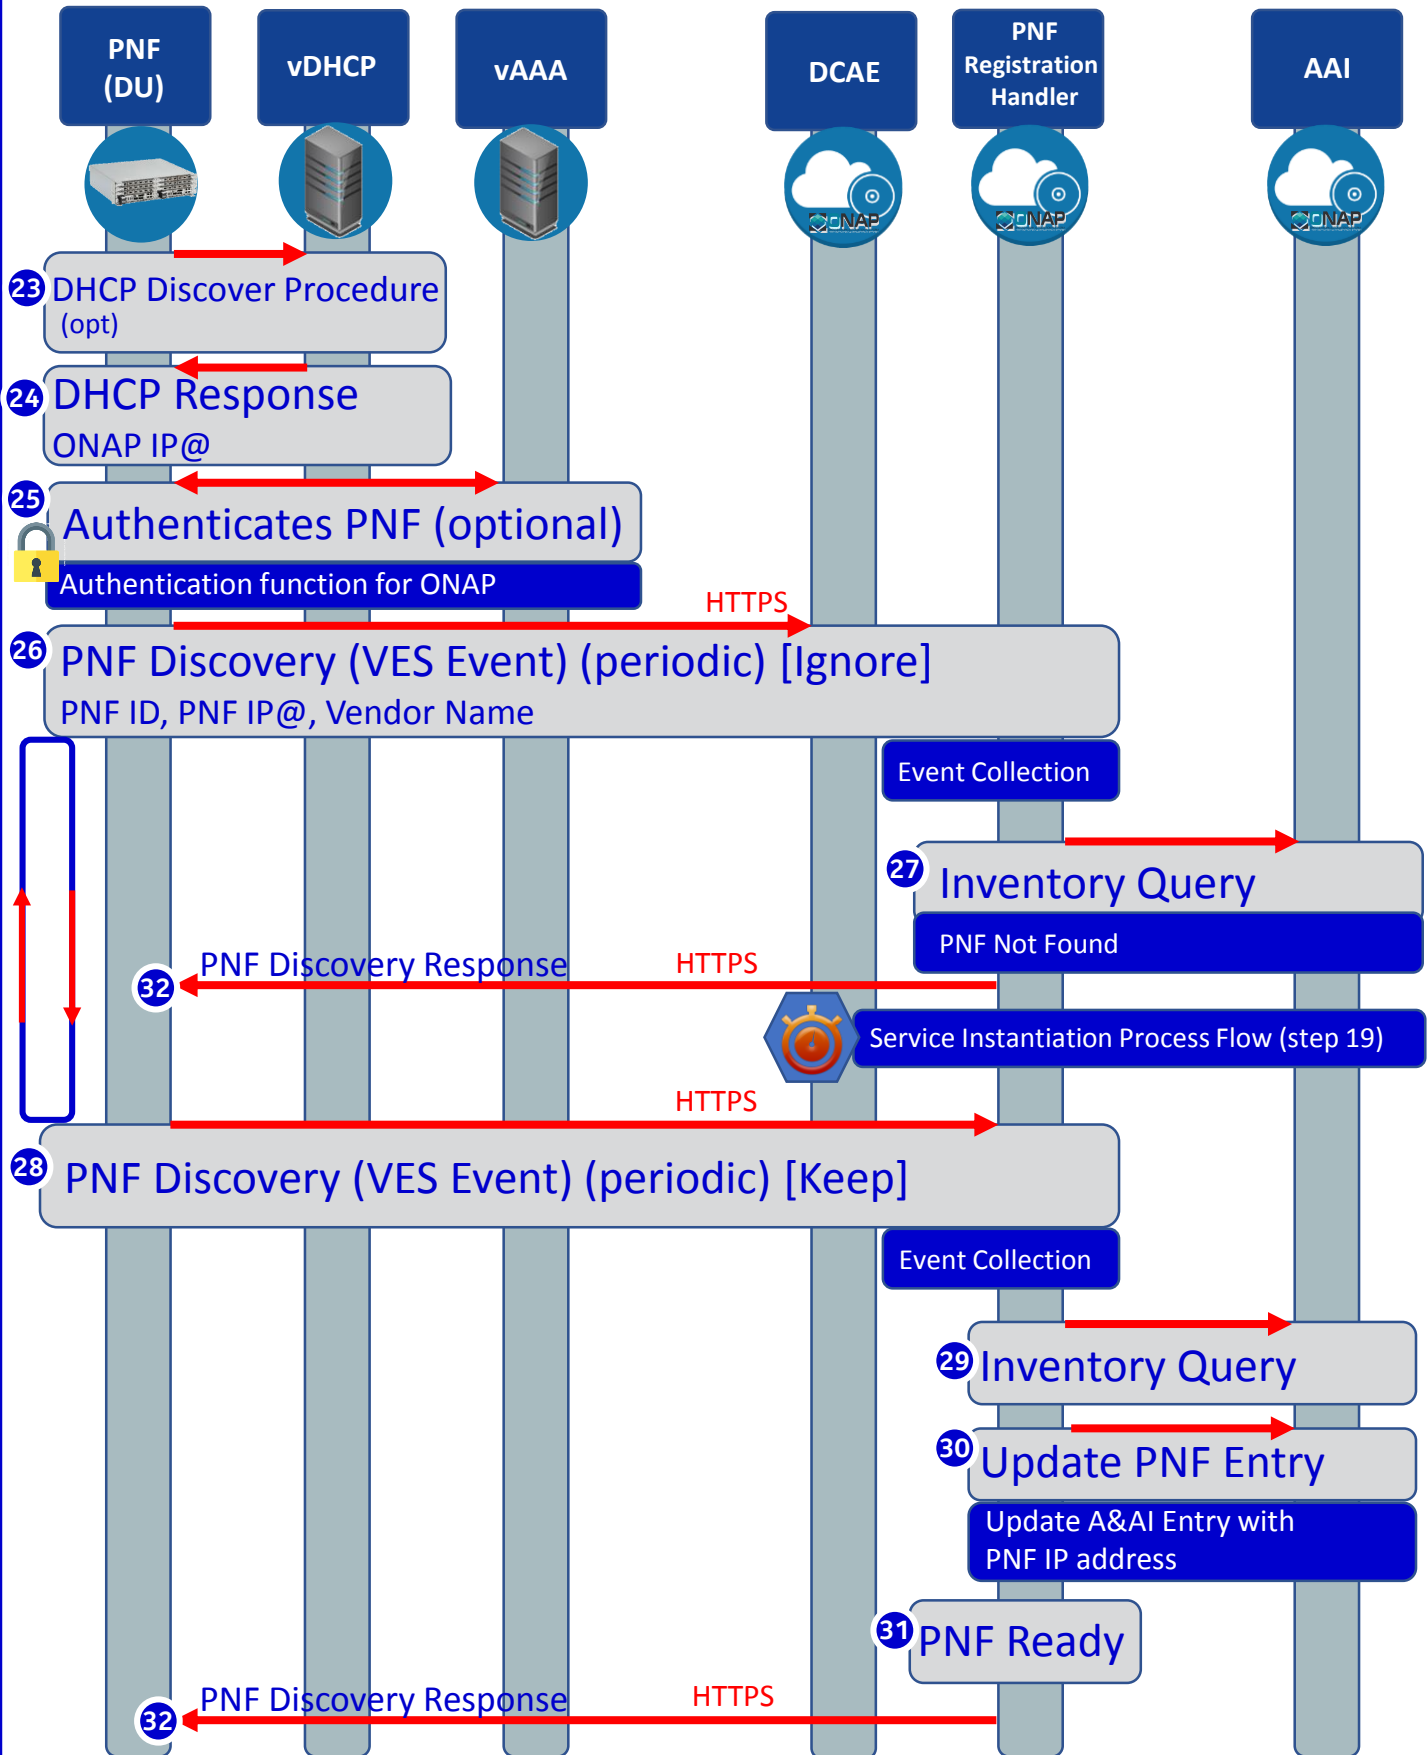 PNF
(DU)
vDHCP
vAAA
DCAE
PNF
Registration
Handler
AAI
ONAP
ONAP
ONAP
23
DHCP Discover Procedure
(opt)
24
DHCP Response
ONAP IP@
25
Authenticates PNF (optional)
Authentication function for ONAP
HTTPS
26
PNF Discovery (VES Event) (periodic) [Ignore]
PNF ID, PNF IP@, Vendor Name
Event Collection
27
Inventory Query
PNF Not Found
PNF Discovery Response
HTTPS
32
Service Instantiation Process Flow (step 19)
HTTPS
28
PNF Discovery (VES Event) (periodic) [Keep]
Event Collection
29
Inventory Query
30
Update PNF Entry
Update A&AI Entry with
PNF IP address
31
PNF Ready
PNF Discovery Response
HTTPS
32